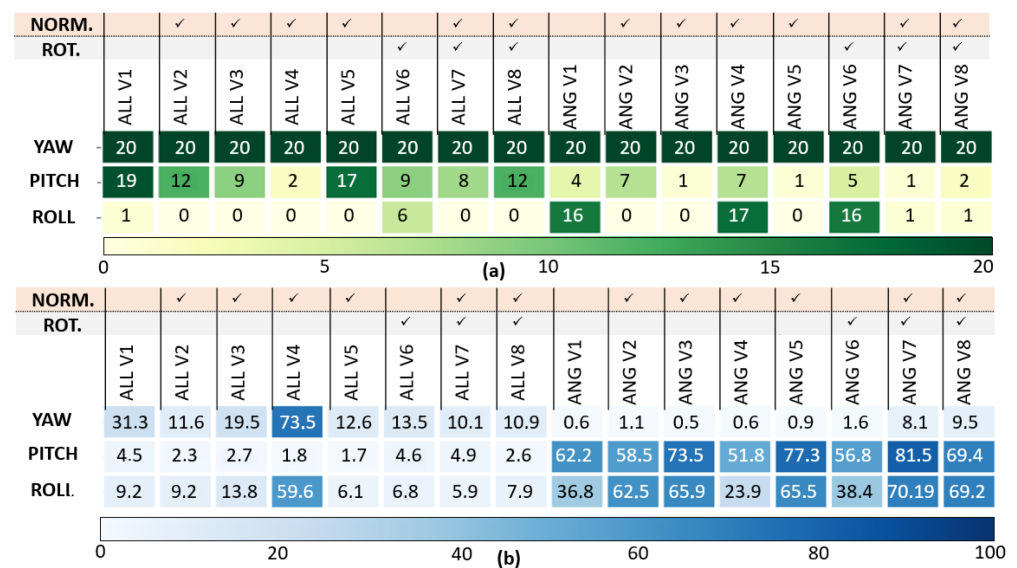 NORM. ✓ ✓ ✓ ✓ ✓ ✓ ✓ ✓ ✓ ✓ ✓ ✓
ROT. ✓ ✓ ✓ ✓ ✓ ✓
ALL V1 ALL V2 ALL V3 ALL V4 ALL V5 ALL V6 ALL V7 ALL V8 ANG V1 ANG V2 ANG V3 ANG V4 ANG V5 ANG V6 ANG V7 ANG V8
YAW 20 20 20 20 20 20 20 20 20 20 20 20 20 20 20 20
PITCH 19 12 9 2 17 9 8 12 4 7 1 7 1 5 1 2
ROLL 1 0 0 0 0 6 0 0 16 0 0 17 0 16 1 1
0 5 10 15 20
(a)
NORM. ✓ ✓ ✓ ✓ ✓ ✓ ✓ ✓ ✓ ✓ ✓ ✓
ROT. ✓ ✓ ✓ ✓ ✓ ✓
ALL V1 ALL V2 ALL V3 ALL V4 ALL V5 ALL V6 ALL V7 ALL V8 ANG V1 ANG V2 ANG V3 ANG V4 ANG V5 ANG V6 ANG V7 ANG V8
YAW 31.3 11.6 19.5 73.5 12.6 13.5 10.1 10.9 0.6 1.1 0.5 0.6 0.9 1.6 8.1 9.5
PITCH 4.5 2.3 2.7 1.8 1.7 4.6 4.9 2.6 62.2 58.5 73.5 51.8 77.3 56.8 81.5 69.4
ROLL 9.2 9.2 13.8 59.6 6.1 6.8 5.9 7.9 36.8 62.5 65.9 23.9 65.5 38.4 70.19 69.2
0 20 40 60 80 100
(b)